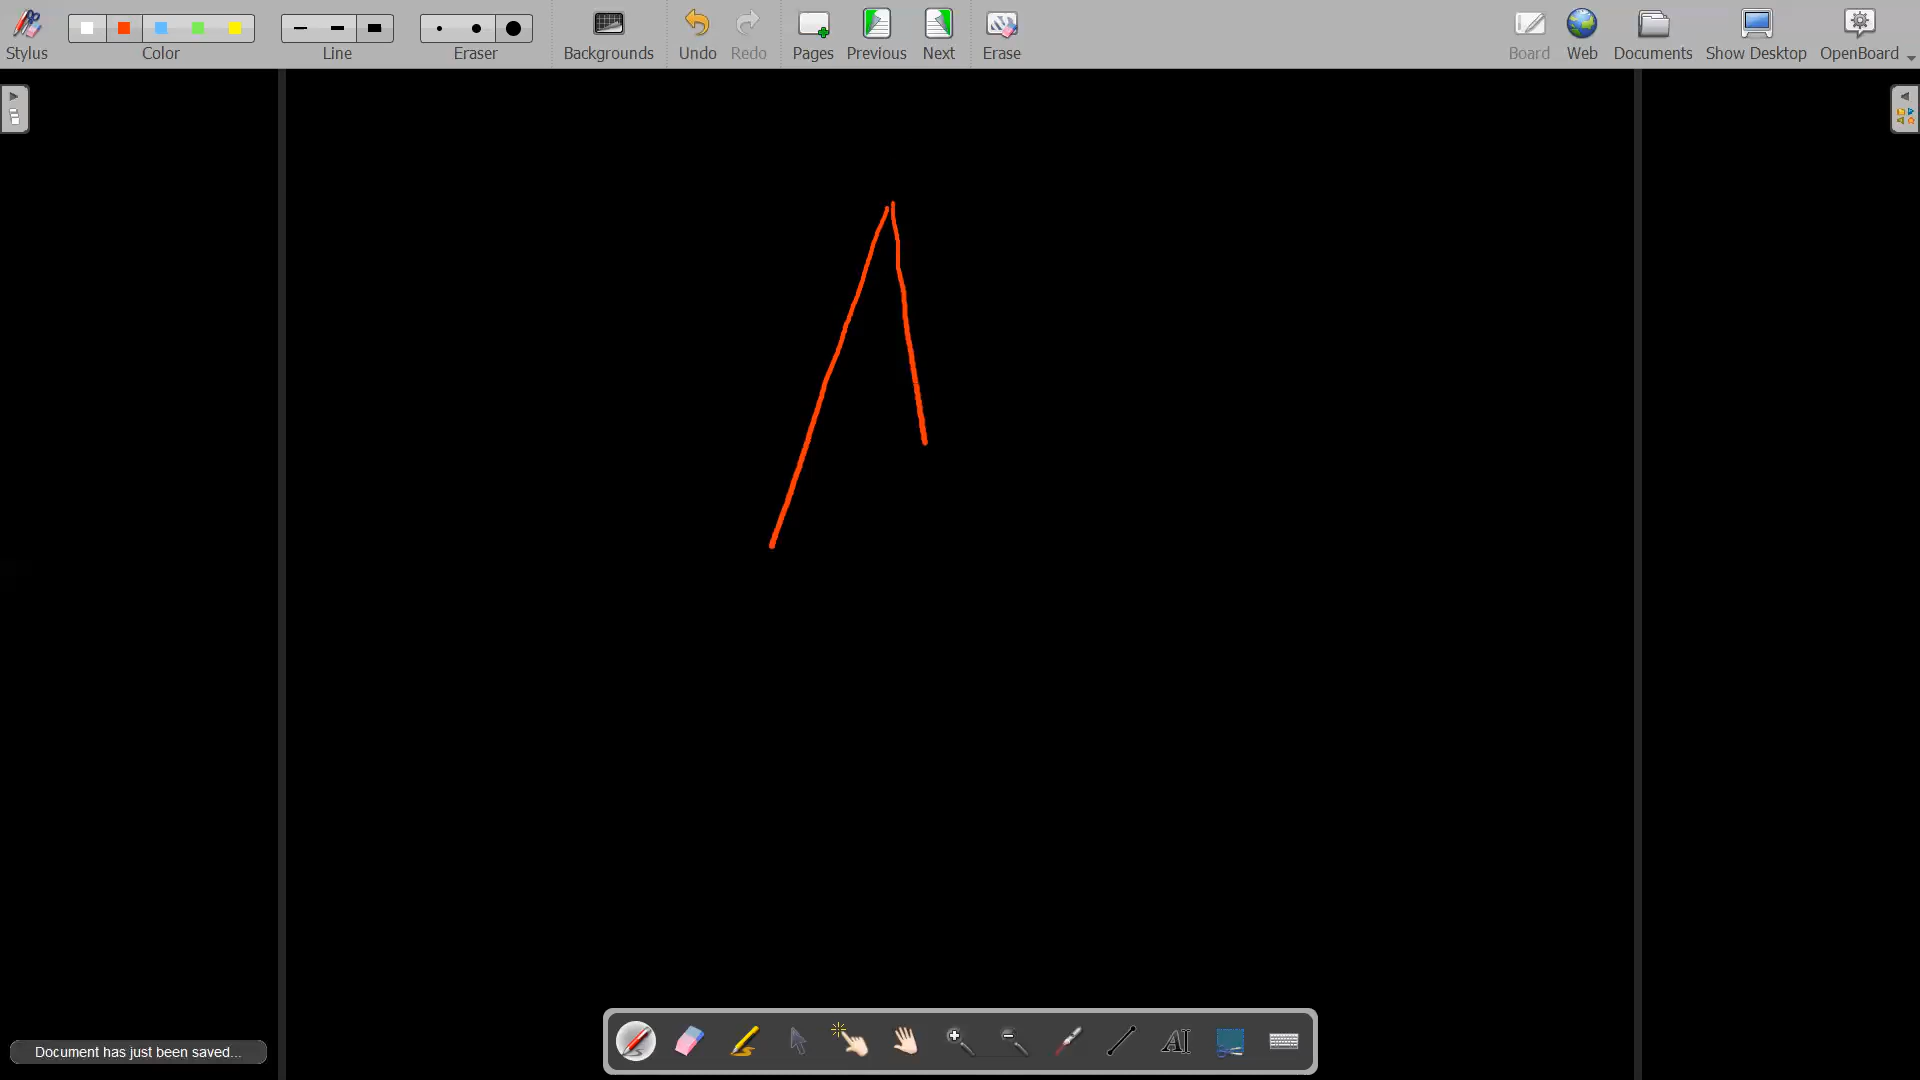 Stylus Color Line Eraser Backgrounds Undo Redo Pages Previous Next Erase Board Web Documents Show Desktop OpenBoard
Document has just been saved...